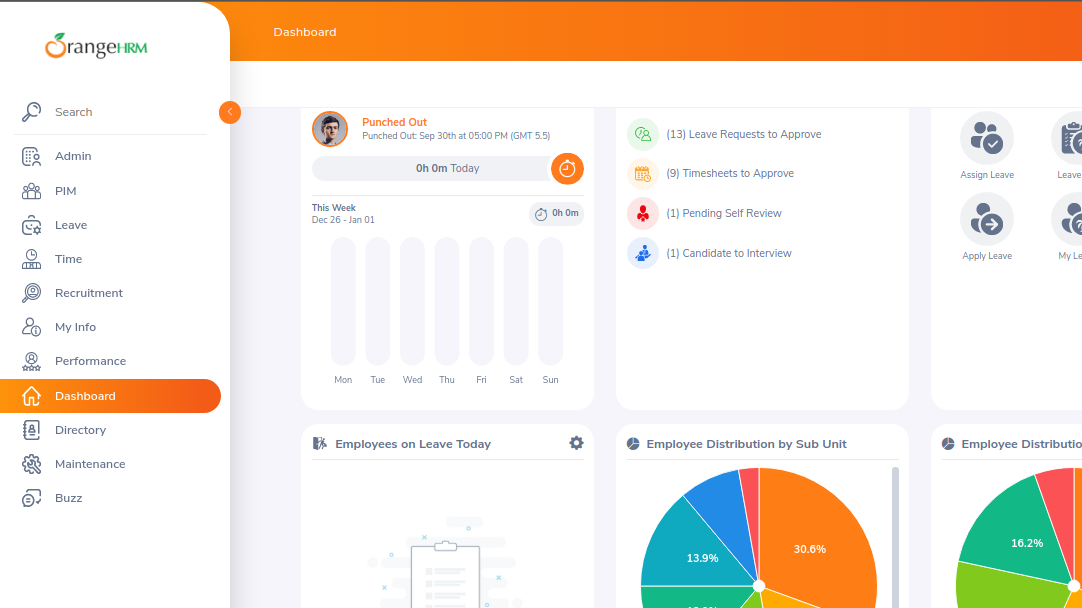 OrangeHRM
Dashboard
Search
Admin
PIM
Leave
Time
Recruitment
My Info
Performance
Dashboard
Directory
Maintenance
Buzz
Punched Out
Punched Out: Sep 30th at 05:00 PM (GMT 5.5)
0h 0m Today
This Week
Dec 26 - Jan 01
0h 0m
Mon Tue Wed Thu Fri Sat Sun
(13) Leave Requests to Approve
(9) Timesheets to Approve
(1) Pending Self Review
(1) Candidate to Interview
Assign Leave
Leave
Apply Leave
My Le
Employees on Leave Today
Employee Distribution by Sub Unit
30.6%
13.9%
Employee Distributio
16.2%